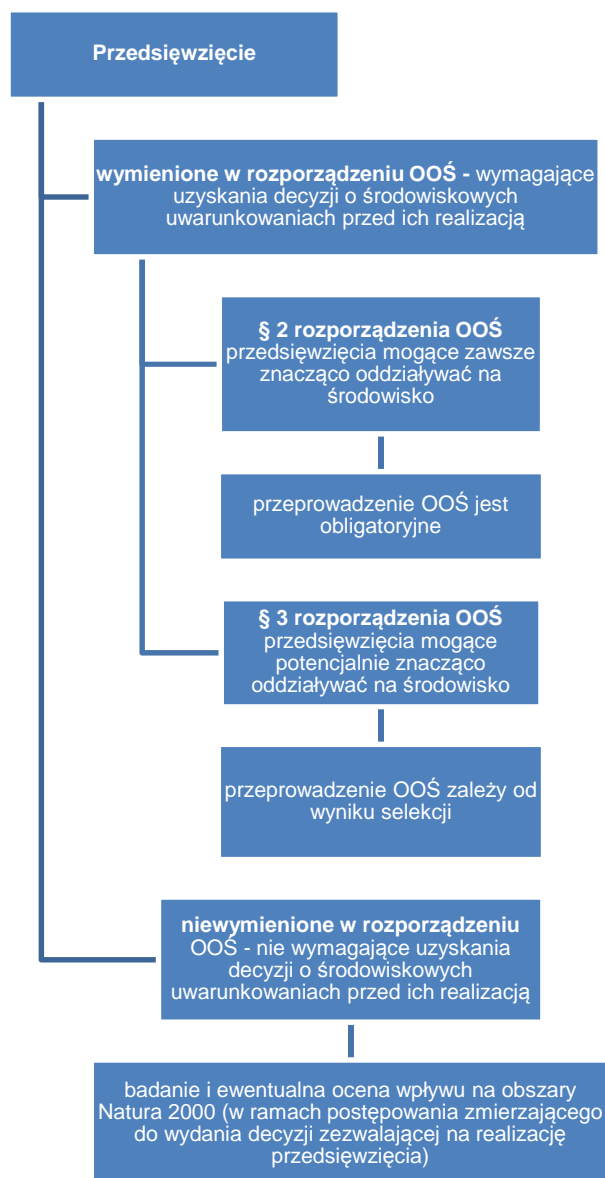 Przedsięwzięcie
wymienione w rozporządzeniu OOŚ - wymagające
uzyskania decyzji o środowiskowych
uwarunkowaniach przed ich realizacją
§ 2 rozporządzenia OOŚ
przedsięwzięcia mogące zawsze
znacząco oddziaływać na
środowisko
przeprowadzenie OOŚ jest
obligatoryjne
§ 3 rozporządzenia OOŚ
przedsięwzięcia mogące
potencjalnie znacząco
oddziaływać na środowisko
przeprowadzenie OOŚ zależy od
wyniku selekcji
niewymienione w rozporządzeniu
OOŚ - nie wymagające uzyskania
decyzji o środowiskowych
uwarunkowaniach przed ich realizacją
badanie i ewentualna ocena wpływu na obszary
Natura 2000 (w ramach postępowania zmierzającego
do wydania decyzji zezwalającej na realizację
przedsięwzięcia)